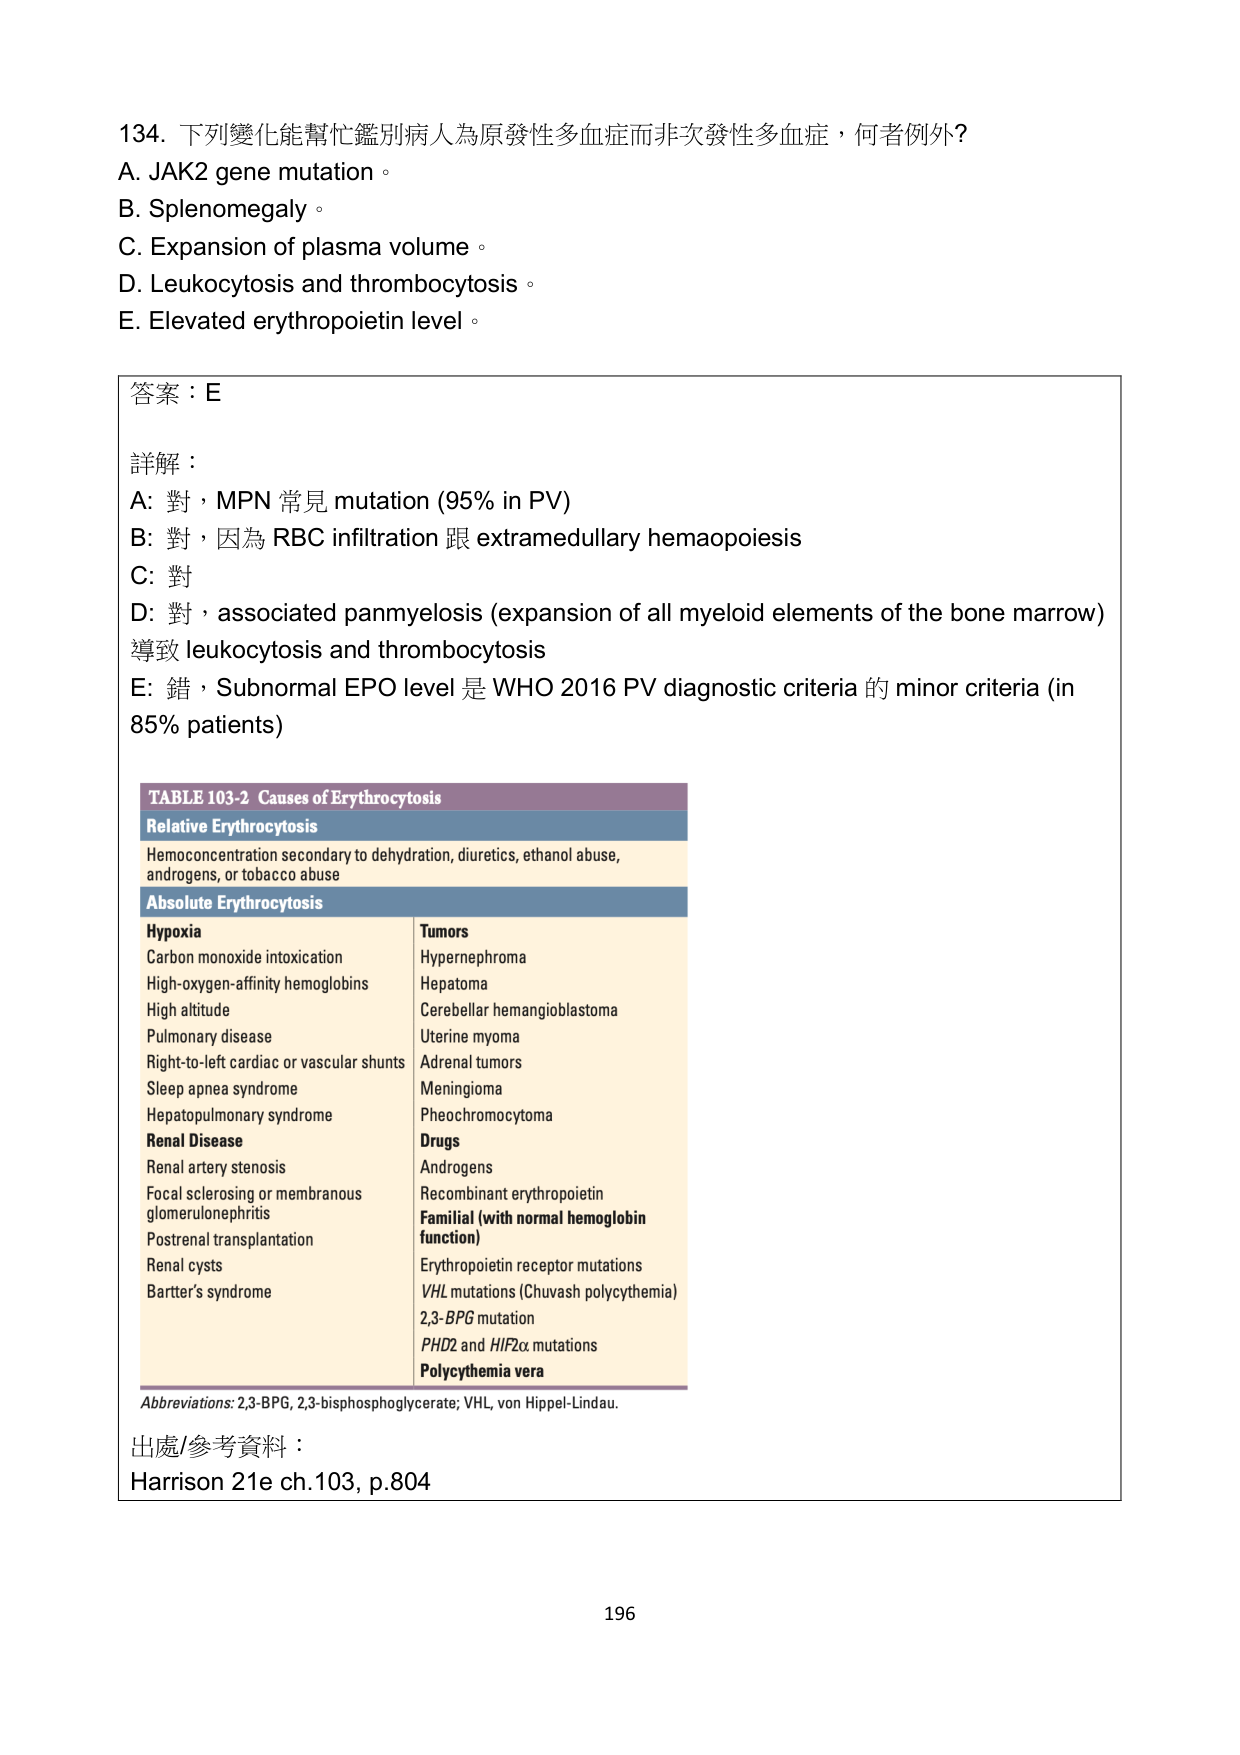 134. 下列變化能幫忙鑑別病人為原發性多血症而非次發性多血症，何者例外?
A. JAK2 gene mutation。
B. Splenomegaly。
C. Expansion of plasma volume。
D. Leukocytosis and thrombocytosis。
E. Elevated erythropoietin level。
答案：E
詳解：
A: 對，MPN 常見 mutation (95% in PV)
B: 對，因為 RBC infiltration 跟 extramedullary hemaopoiesis
C: 對
D: 對，associated panmyelosis (expansion of all myeloid elements of the bone marrow)
導致 leukocytosis and thrombocytosis
E: 錯，Subnormal EPO level 是 WHO 2016 PV diagnostic criteria 的 minor criteria (in
85% patients)
TABLE 103-2 Causes of Erythrocytosis
Relative Erythrocytosis
Hemoconcentration secondary to dehydration, diuretics, ethanol abuse,
androgens, or tobacco abuse
Absolute Erythrocytosis
Hypoxia
Carbon monoxide intoxication
High-oxygen-affinity hemoglobins
High altitude
Pulmonary disease
Right-to-left cardiac or vascular shunts
Sleep apnea syndrome
Hepatopulmonary syndrome
Renal Disease
Renal artery stenosis
Focal sclerosing or membranous
glomerulonephritis
Postrenal transplantation
Renal cysts
Bartter's syndrome
Tumors
Hypernephroma
Hepatoma
Cerebellar hemangioblastoma
Uterine myoma
Adrenal tumors
Meningioma
Pheochromocytoma
Drugs
Androgens
Recombinant erythropoietin
Familial (with normal hemoglobin
function)
Erythropoietin receptor mutations
VHL mutations (Chuvash polycythemia)
2,3-BPG mutation
PHD2 and HIF2α mutations
Polycythemia vera
Abbreviations: 2,3-BPG, 2,3-bisphosphoglycerate; VHL, von Hippel-Lindau.
出處/參考資料：
Harrison 21e ch.103, p.804
196